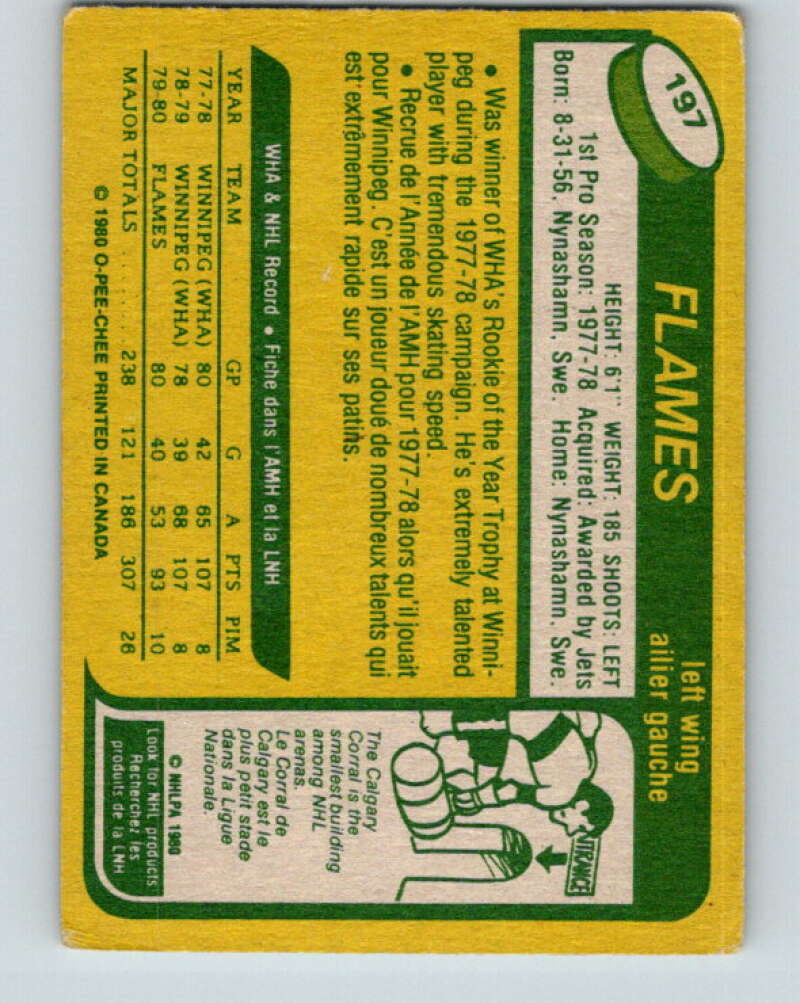 197
FLAMES
left wing
ailier gauche
HEIGHT: 6'1" WEIGHT: 185 SHOOTS: LEFT
1st Pro Season: 1977-78 Acquired: Awarded by Jets
Born: 8-31-56, Nynashamn, Swe. Home: Nynashamn, Swe.
• Was winner of WHA's Rookie of the Year Trophy at Winni-
peg during the 1977-78 campaign. He's extremely talented
player with tremendous skating speed.
• Recrue de l'Année de l'AMH pour 1977-78 alors qu'il jouait
pour Winnipeg. C'est un joueur doué de nombreux talents qui
est extrêmement rapide sur ses patins.
WHA & NHL Record • Fiche dans l'AMH et la LNH
YEAR TEAM GP G A PTS PIM
77-78 WINNIPEG (WHA) 80 42 65 107 8
78-79 WINNIPEG (WHA) 78 39 68 107 8
79-80 FLAMES 80 40 53 93 10
MAJOR TOTALS ....... 238 121 186 307 26
© 1980 O-PEE-CHEE PRINTED IN CANADA
ENTRANCE
The Calgary
Corral is the
smallest building
among NHL
arenas.
Le Corral de
Calgary est le
plus petit stade
dans la Ligue
Nationale.
© NHLPA 1980
Look for NHL products
Recherchez les
produits de la LNH